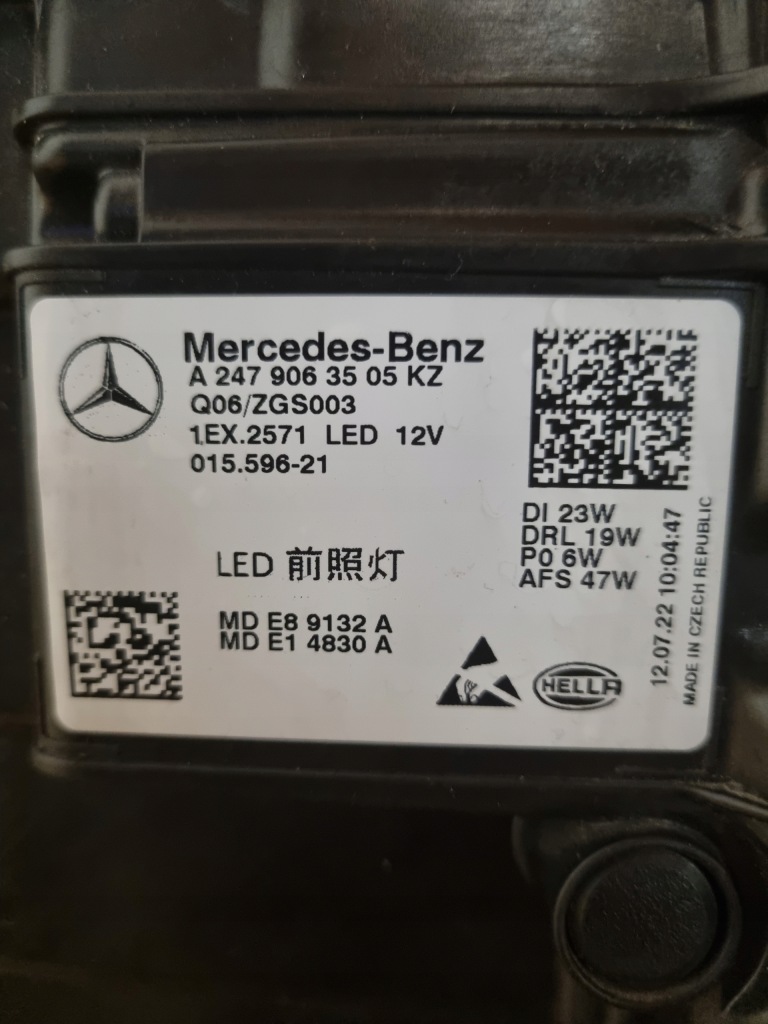 Mercedes-Benz
A 247 906 35 05 KZ
Q06/ZGS003
1EX.2571 LED 12V
015.596-21
DI 23W
DRL 19W
PO 6W
AFS 47W
LED 前照灯
MD E8 9132 A
MD E1 4830 A
HELLA
12.07.22 10:04:47
MADE IN CZECH REPUBLIC